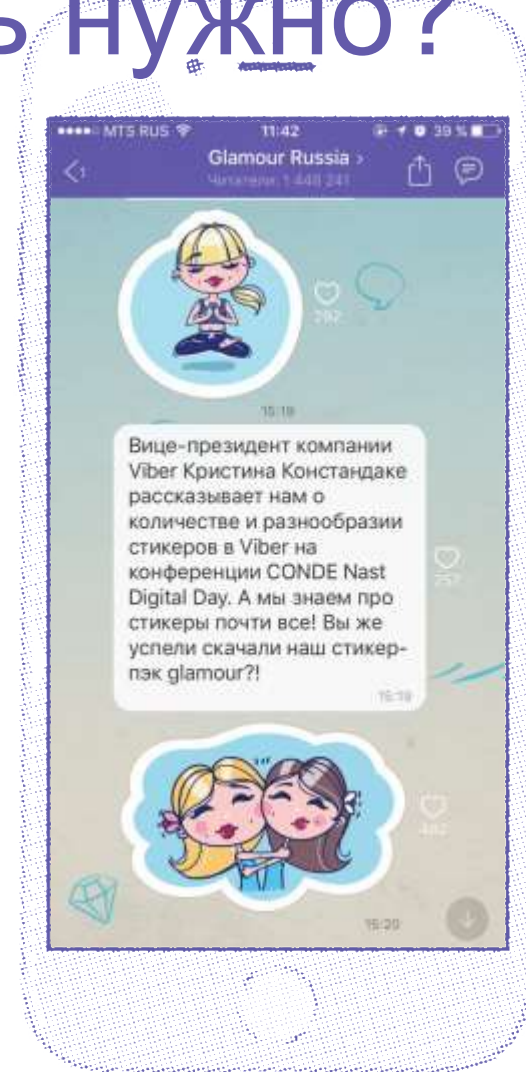 ь нужно?
MTS RUS 11:42 39 %
1 Glamour Russia >
Читатели: 1 448 241
292
15:19
Вице-президент компании
Viber Кристина Констандаке
рассказывает нам о
количестве и разнообразии
стикеров в Viber на
конференции CONDE Nast
Digital Day. А мы знаем про
стикеры почти все! Вы же
успели скачали наш стикер-
пэк glamour?!
15:19
15:20